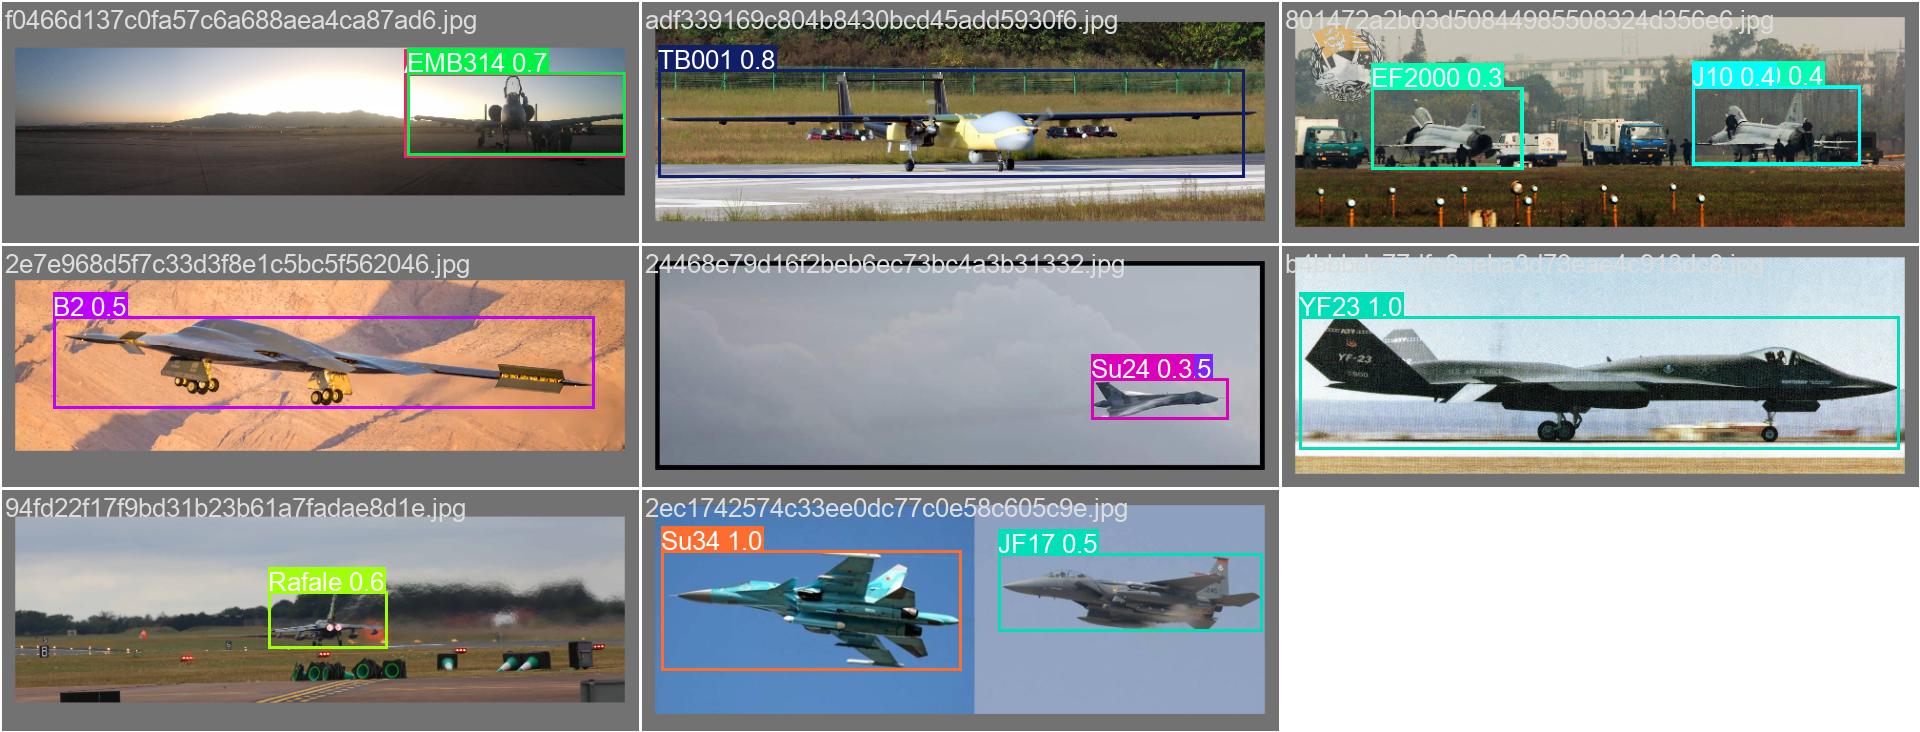 f0466d137c0fa57c6a688aea4ca87ad6.jpg
EMB314 0.7
adf339169c804b8430bcd45add5930f6.jpg
TB001 0.8
801472a2b03d50844985508324d356e6.jpg
EF2000 0.3
J10 0.4) 0.4
2e7e968d5f7c33d3f8e1c5bc5f562046.jpg
B2 0.5
24468e79d16f2beb6ec73bc4a3b31332.jpg
Su24 0.3.5
YF23 1.0
YF-23
U.S. AIR FORCE
94fd22f17f9bd31b23b61a7fadae8d1e.jpg
Rafale 0.6
2ec1742574c33ee0dc77c0e58c605c9e.jpg
Su34 1.0
JF17 0.5